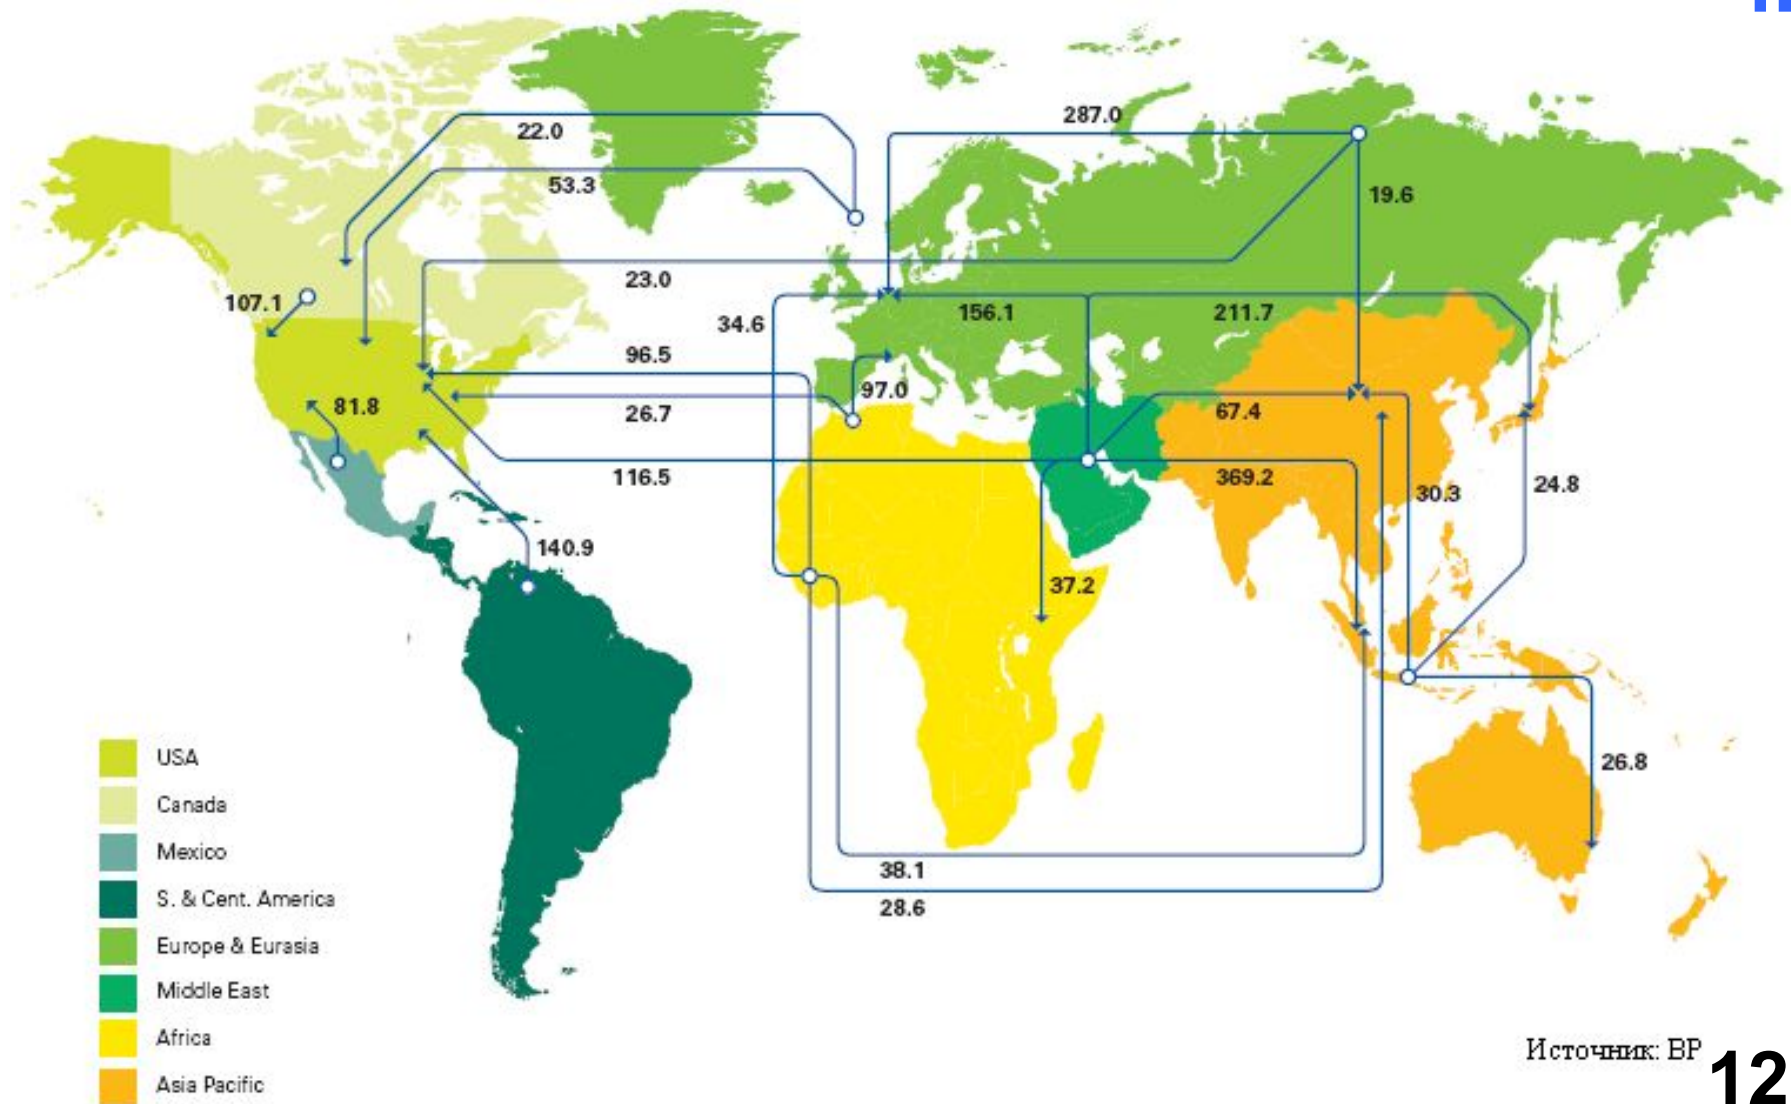 22.0
287.0
53.3
19.6
23.0
107.1
34.6
156.1
211.7
96.5
97.0
81.8
26.7
67.4
116.5
369.2
30.3
24.8
140.9
37.2
26.8
38.1
28.6
USA
Canada
Mexico
S. & Cent. America
Europe & Eurasia
Middle East
Africa
Asia Pacific
Источник: BP
12